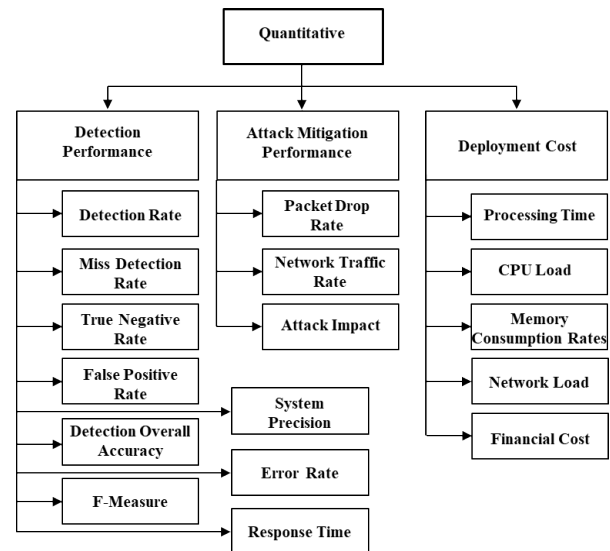 Quantitative
Detection
Performance
Attack Mitigation
Performance
Deployment Cost
Detection Rate
Miss Detection
Rate
True Negative
Rate
False Positive
Rate
Detection Overall
Accuracy
F-Measure
System
Precision
Error Rate
Response Time
Packet Drop
Rate
Network Traffic
Rate
Attack Impact
Processing Time
CPU Load
Memory
Consumption Rates
Network Load
Financial Cost